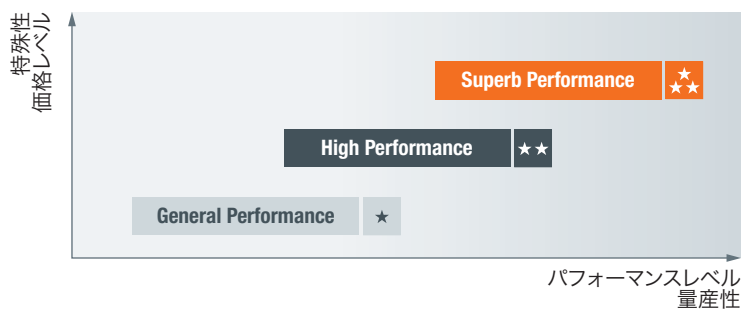 特殊性
価格レベル
Superb Performance ★★★
High Performance ★★
General Performance ★
パフォーマンスレベル
量産性